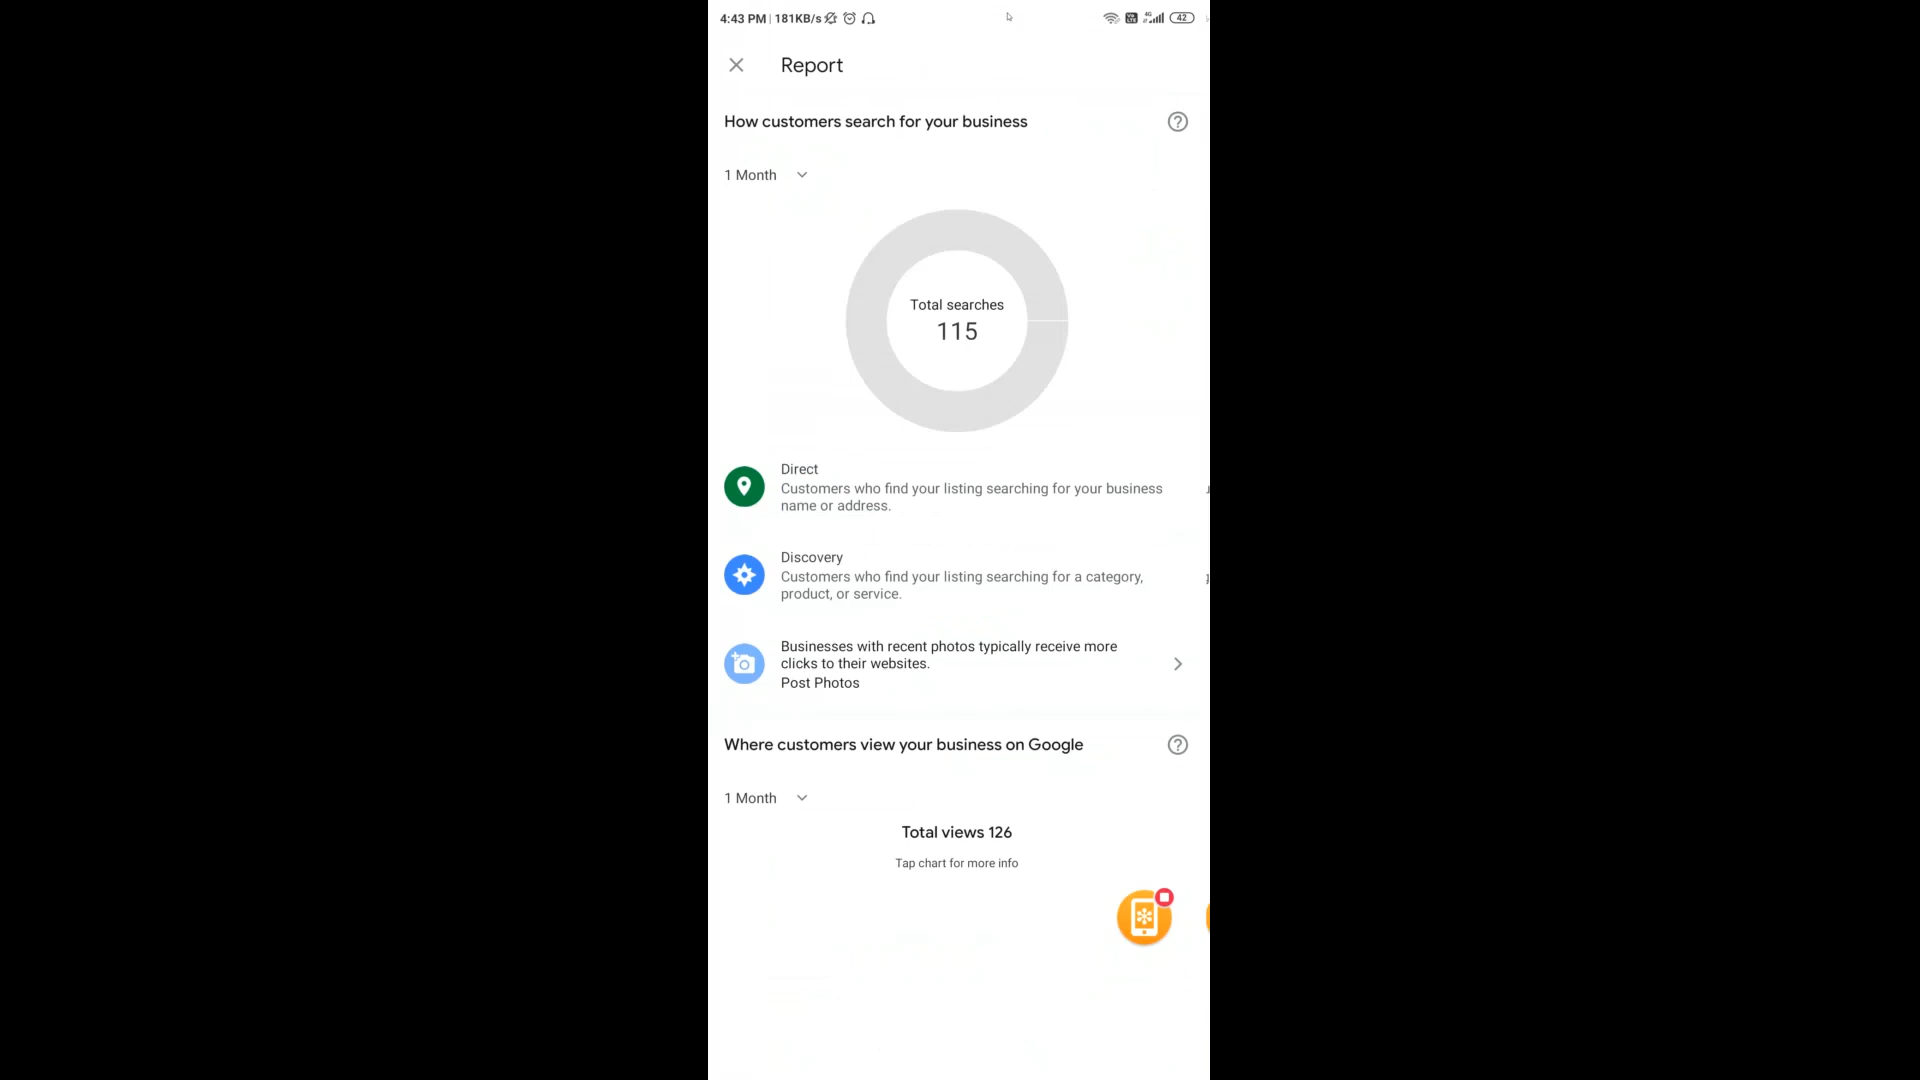 4:43 PM | 181KB/s
4G
42
Report
How customers search for your business
1 Month
Total searches
115
Direct
Customers who find your listing searching for your business
name or address.
Discovery
Customers who find your listing searching for a category,
product, or service.
Businesses with recent photos typically receive more
clicks to their websites.
Post Photos
Where customers view your business on Google
1 Month
Total views 126
Tap chart for more info